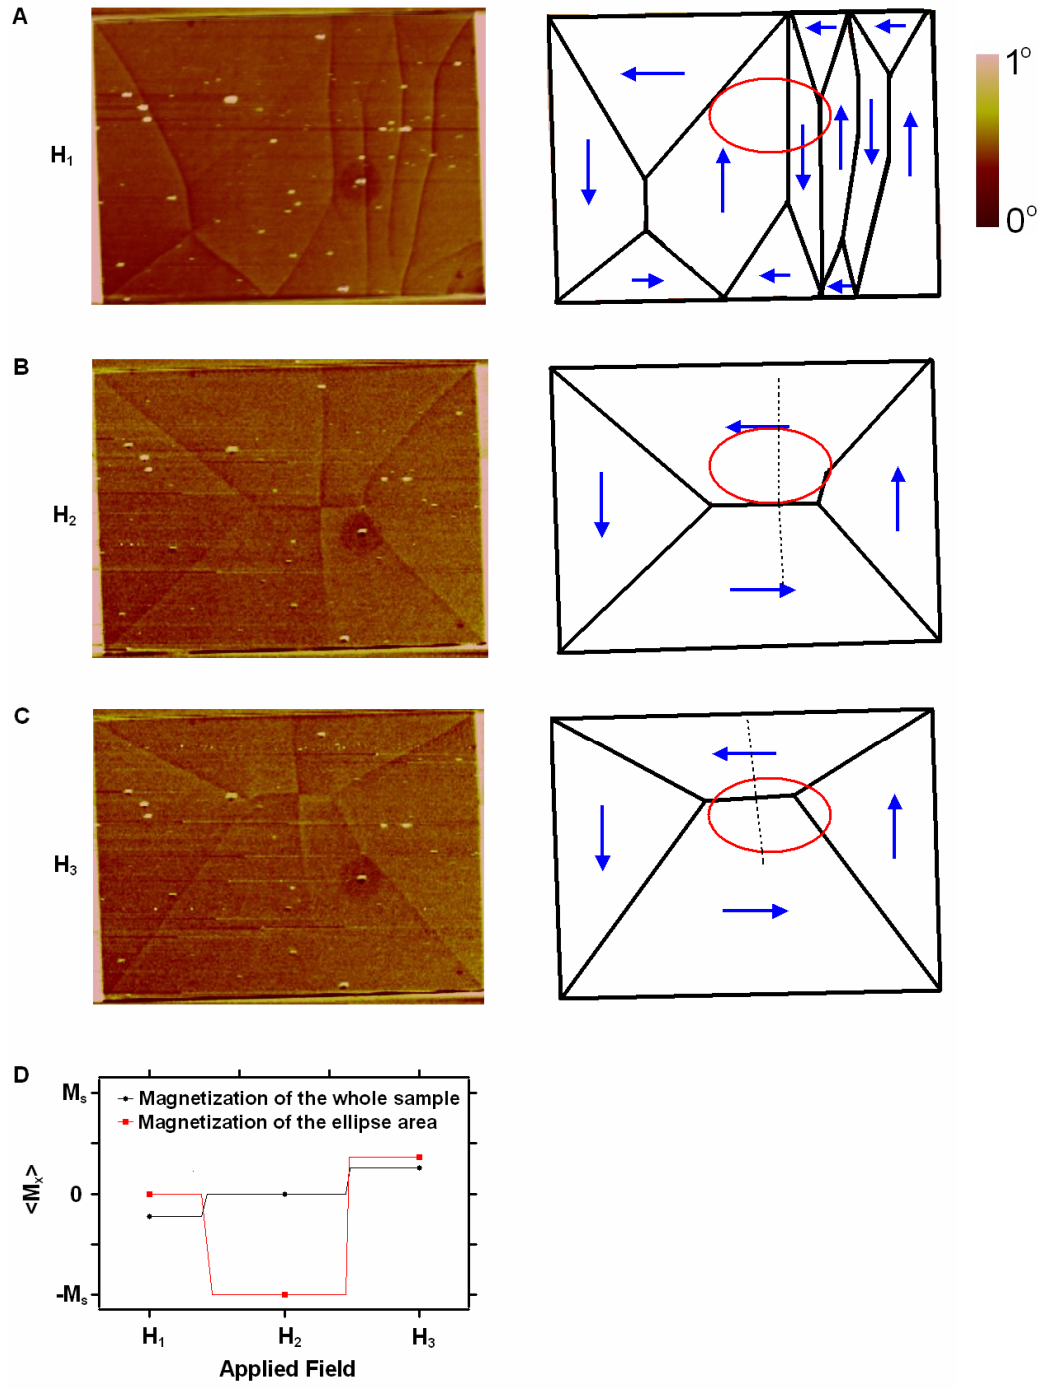 A
H₁
1°
0°
B
H₂
C
H₃
D
Mₛ
0
-Mₛ
<Mₓ>
Magnetization of the whole sample
Magnetization of the ellipse area
H₁ H₂ H₃
Applied Field